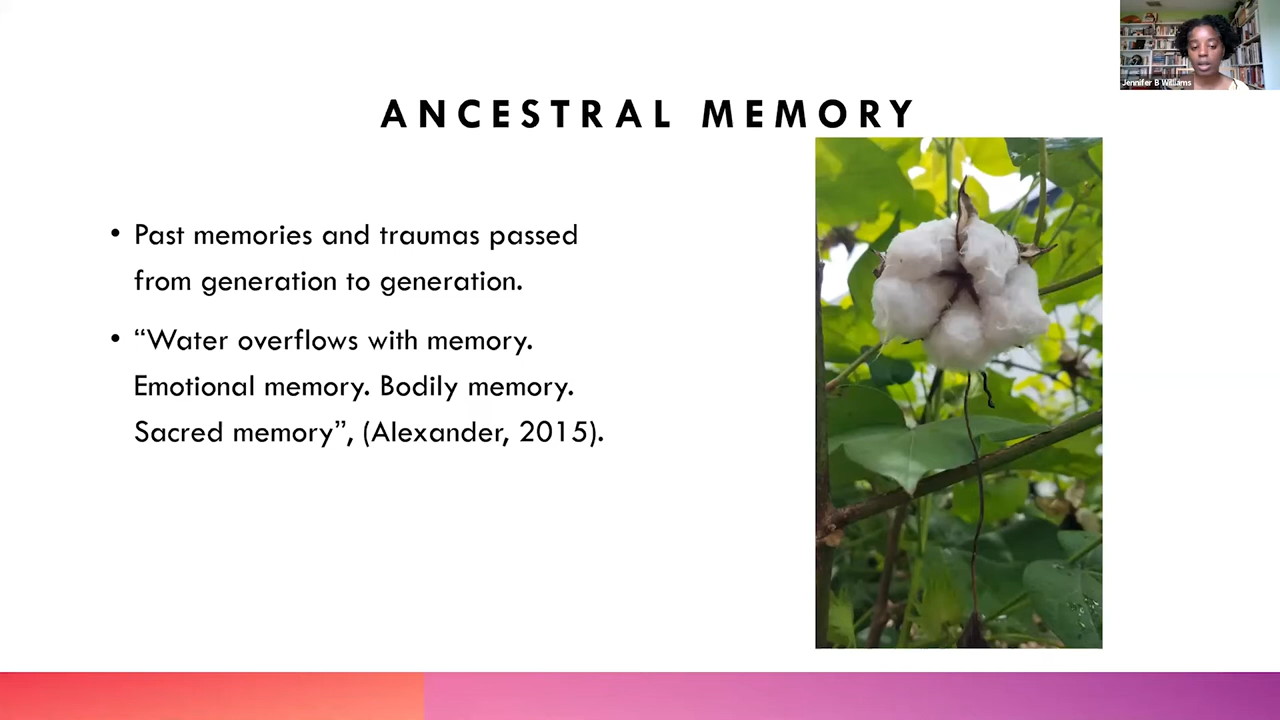 Jennifer B Williams
ANCESTRAL MEMORY
• Past memories and traumas passed
from generation to generation.
• “Water overflows with memory.
Emotional memory. Bodily memory.
Sacred memory”, (Alexander, 2015).